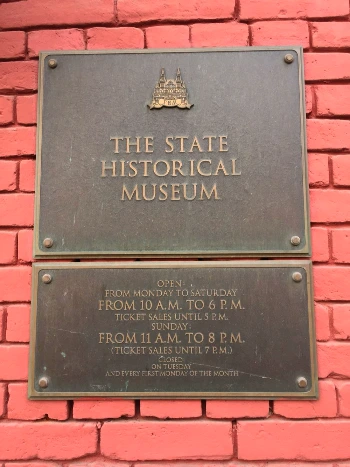 THE STATE
HISTORICAL
MUSEUM
OPEN
FROM MONDAY TO SATURDAY
FROM 10 A.M. TO 6 P.M.
TICKET SALES UNTIL 5 P.M.
SUNDAY
FROM 11 A.M. TO 8 P.M.
(TICKET SALES UNTIL 7 P.M.)
CLOSED
ON TUESDAY
AND EVERY FIRST MONDAY OF THE MONTH